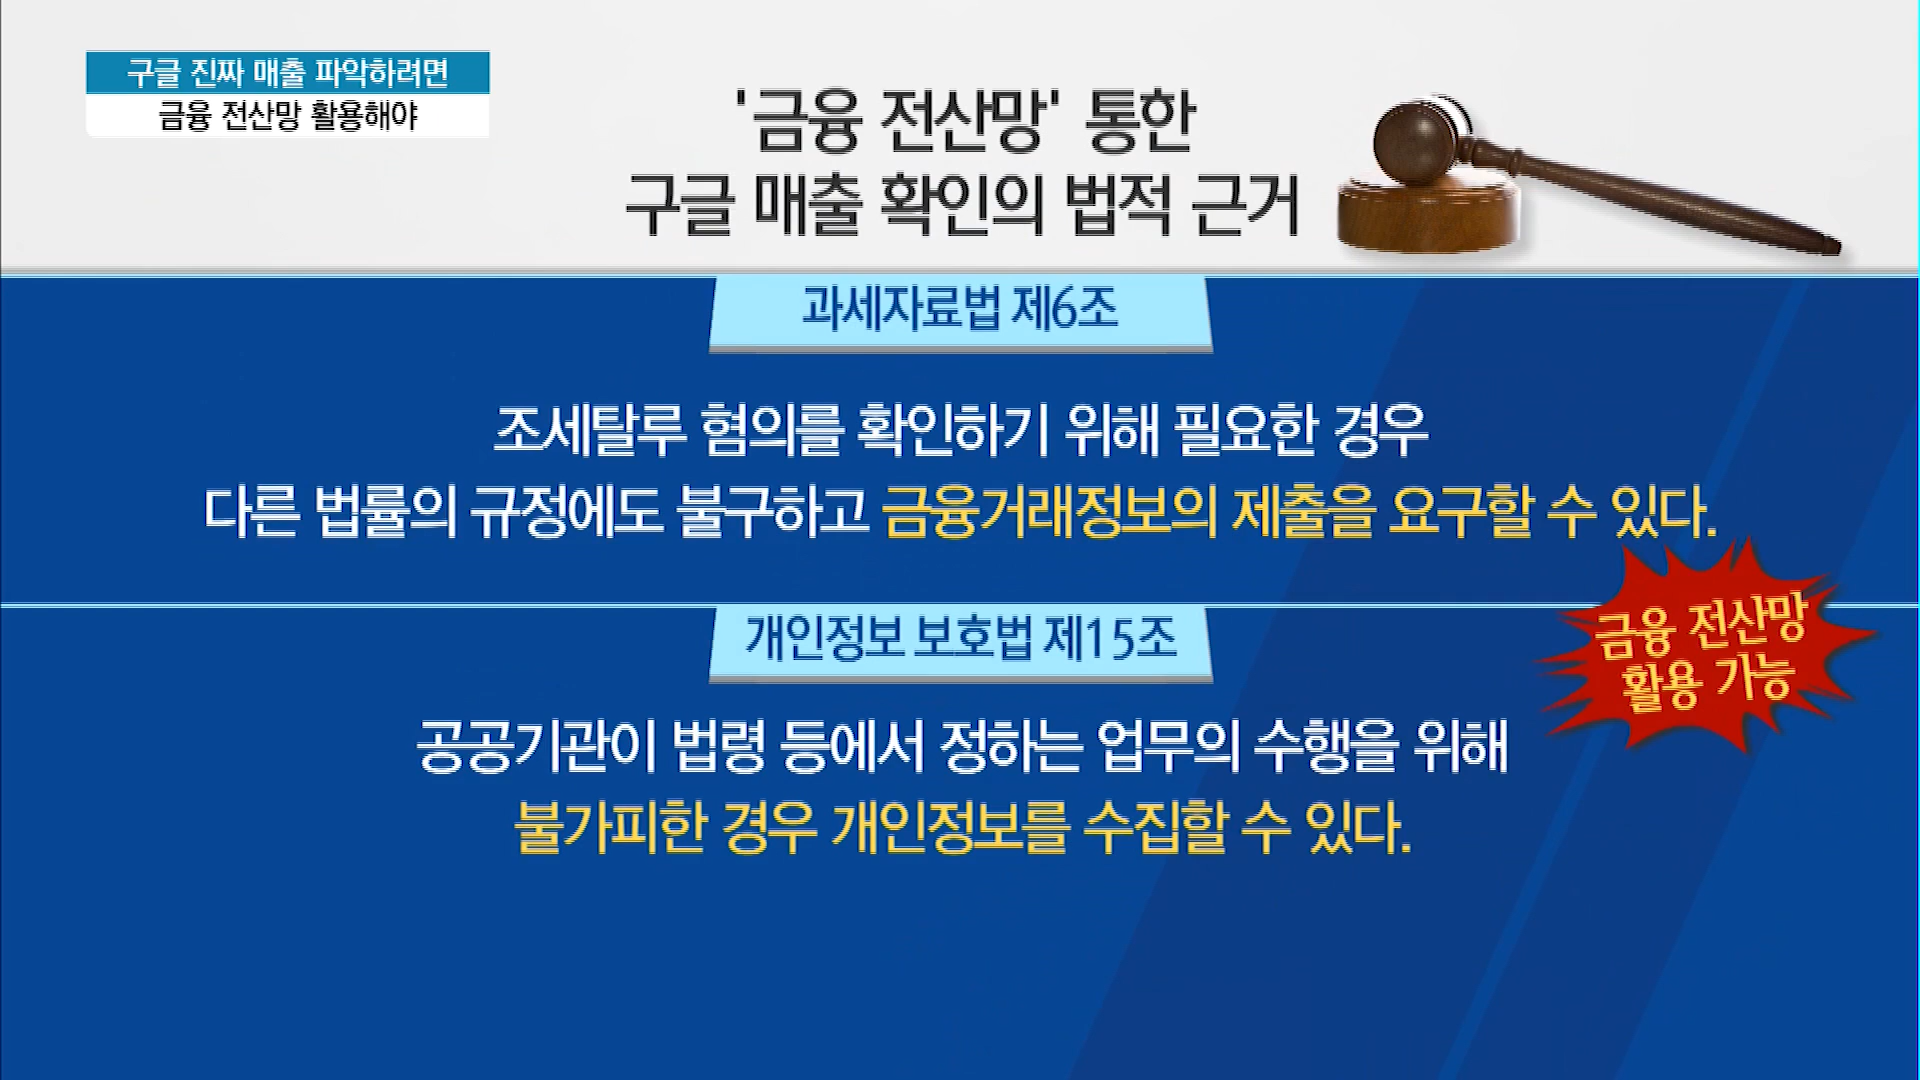 구글 진짜 매출 파악하려면
금융 전산망 활용해야
'금융 전산망' 통한
구글 매출 확인의 법적 근거
과세자료법 제6조
조세탈루 혐의를 확인하기 위해 필요한 경우
다른 법률의 규정에도 불구하고 금융거래정보의 제출을 요구할 수 있다.
금융 전산망
활용 가능
개인정보 보호법 제15조
공공기관이 법령 등에서 정하는 업무의 수행을 위해
불가피한 경우 개인정보를 수집할 수 있다.